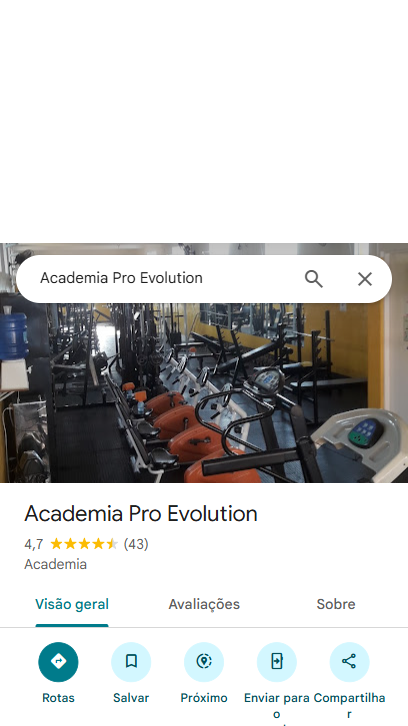 Academia Pro Evolution
Academia Pro Evolution
4,7 (43)
Academia
Visão geral Avaliações Sobre
Rotas Salvar Próximo Enviar para Compartilha
o r